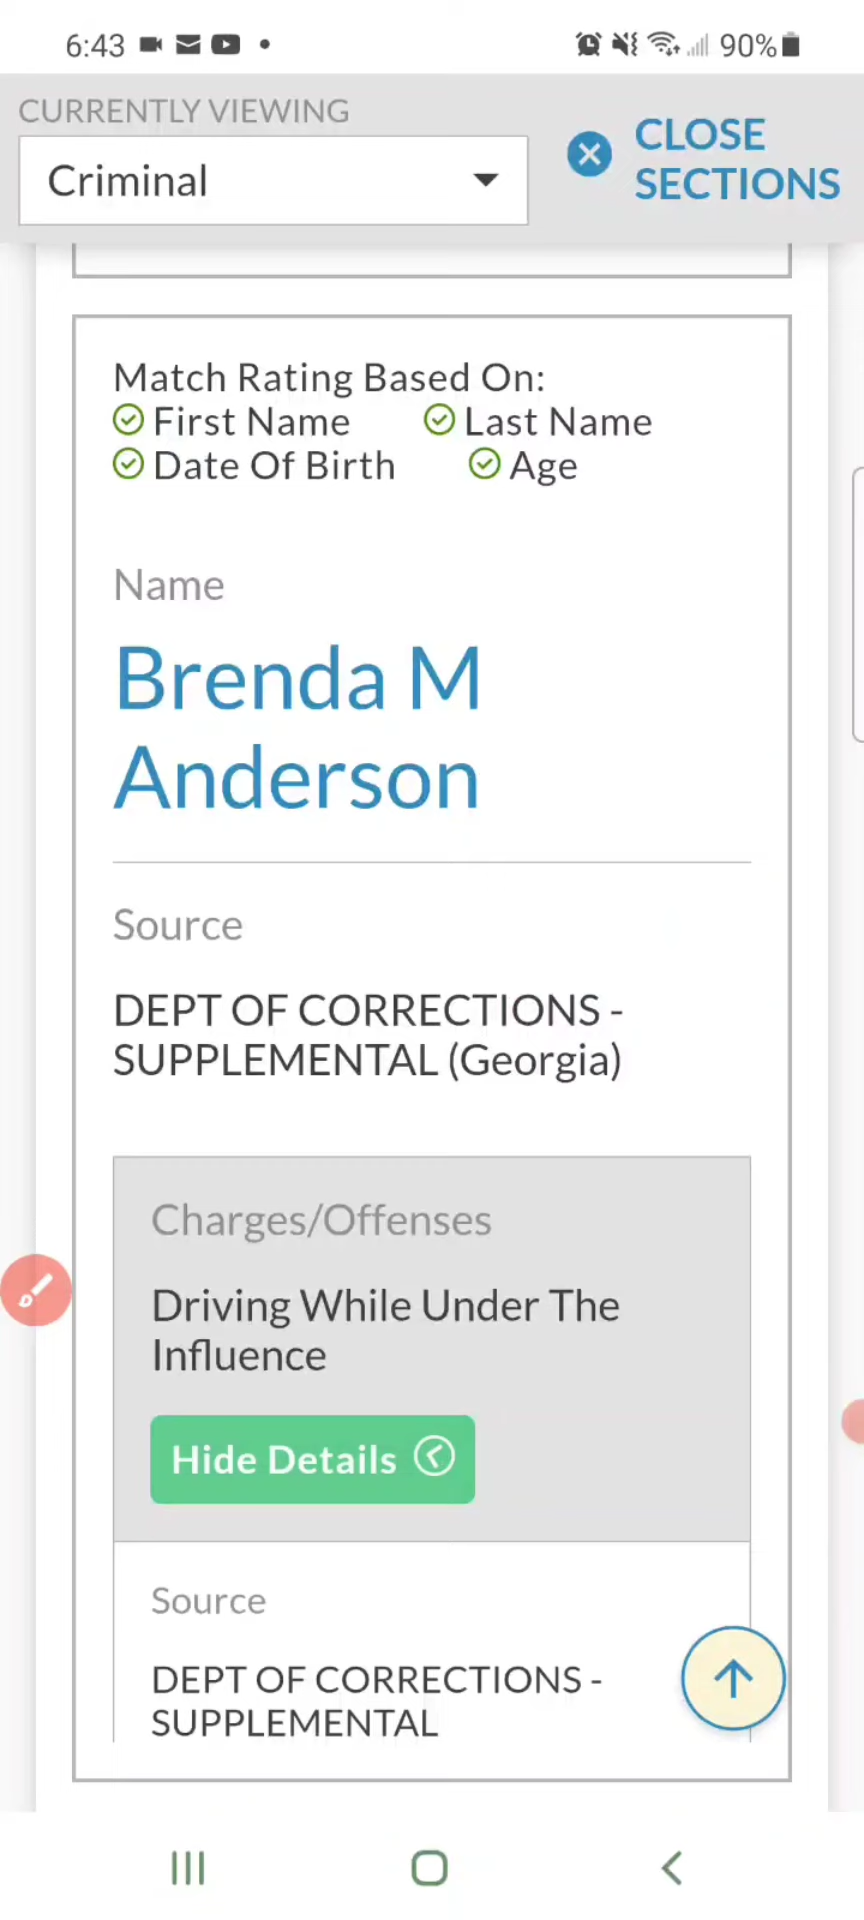 6:43
90%
CURRENTLY VIEWING
Criminal
CLOSE
SECTIONS
Match Rating Based On:
First Name Last Name
Date Of Birth Age
Name
Brenda M
Anderson
Source
DEPT OF CORRECTIONS -
SUPPLEMENTAL (Georgia)
Charges/Offenses
Driving While Under The
Influence
Hide Details
Source
DEPT OF CORRECTIONS -
SUPPLEMENTAL